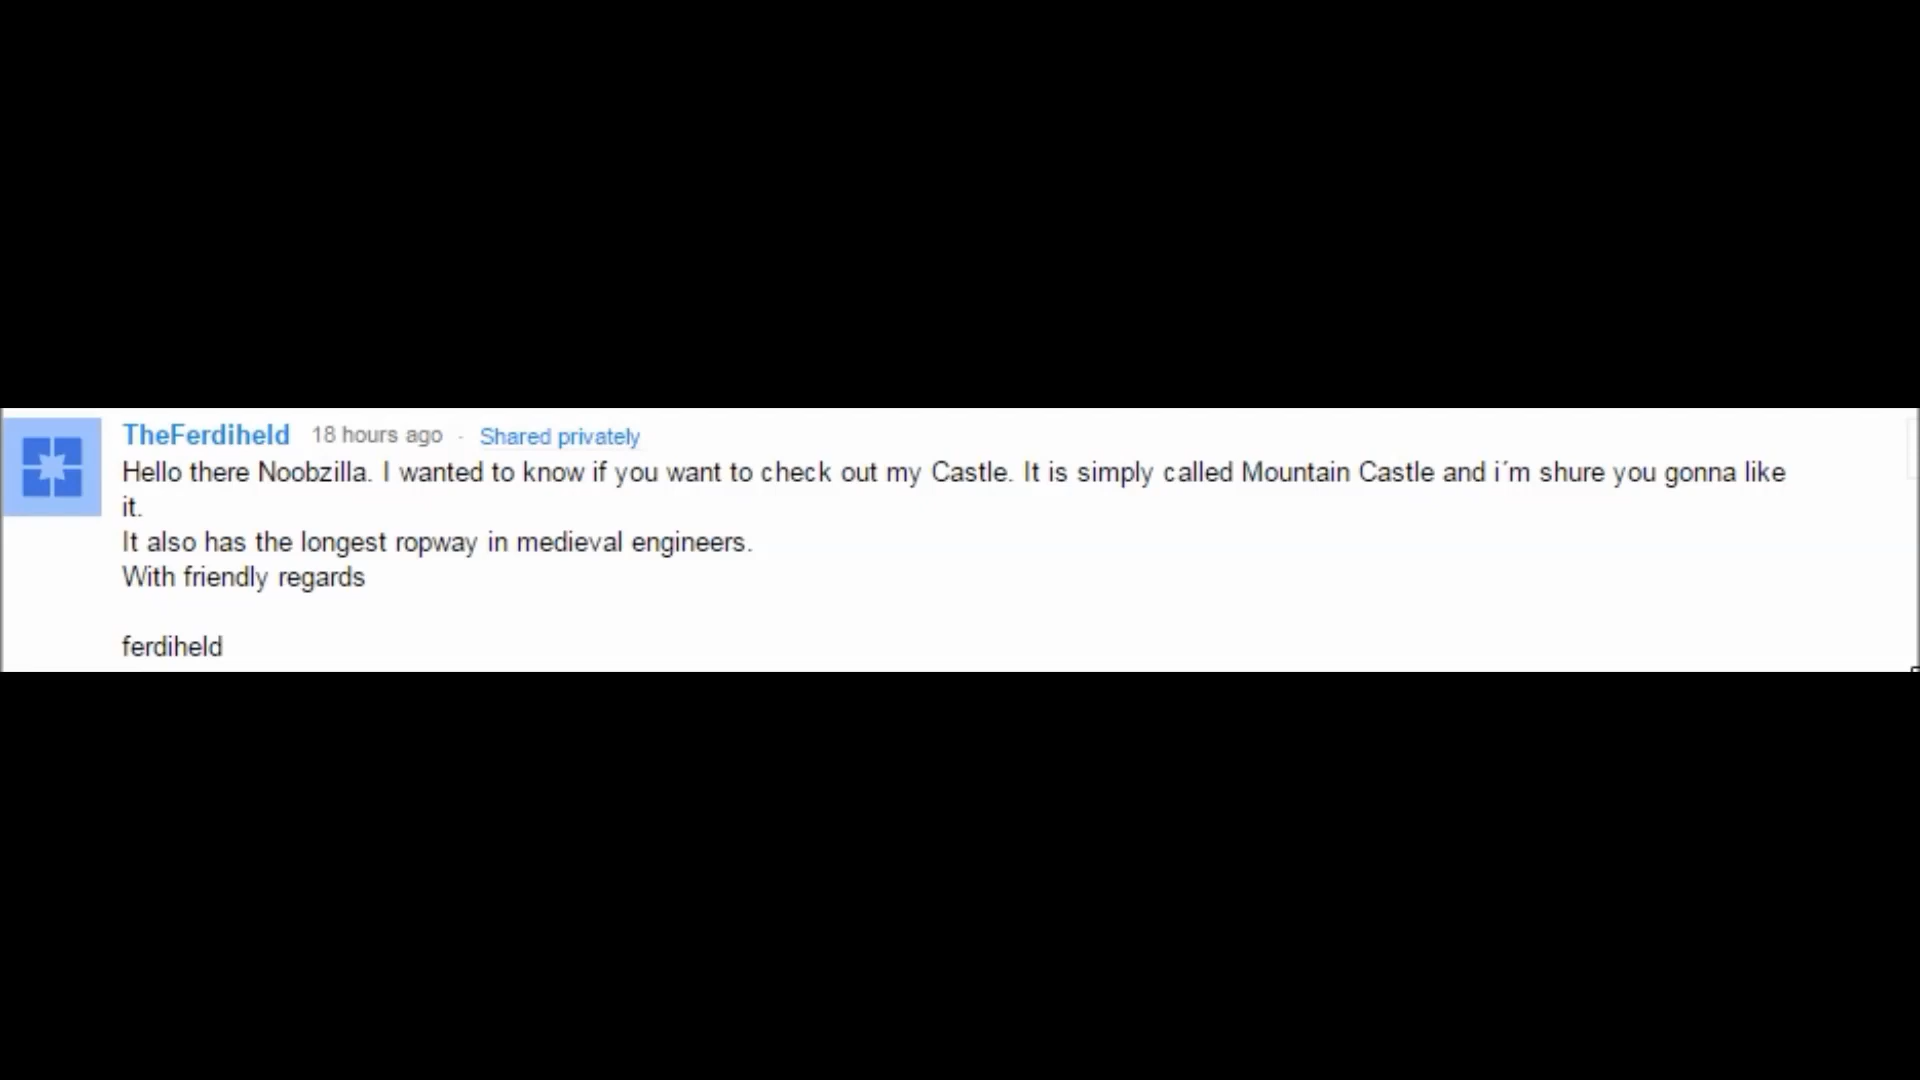 TheFerdiheld 18 hours ago · Shared privately
Hello there Noobzilla. I wanted to know if you want to check out my Castle. It is simply called Mountain Castle and i´m shure you gonna like
it.
It also has the longest ropway in medieval engineers.
With friendly regards
ferdiheld